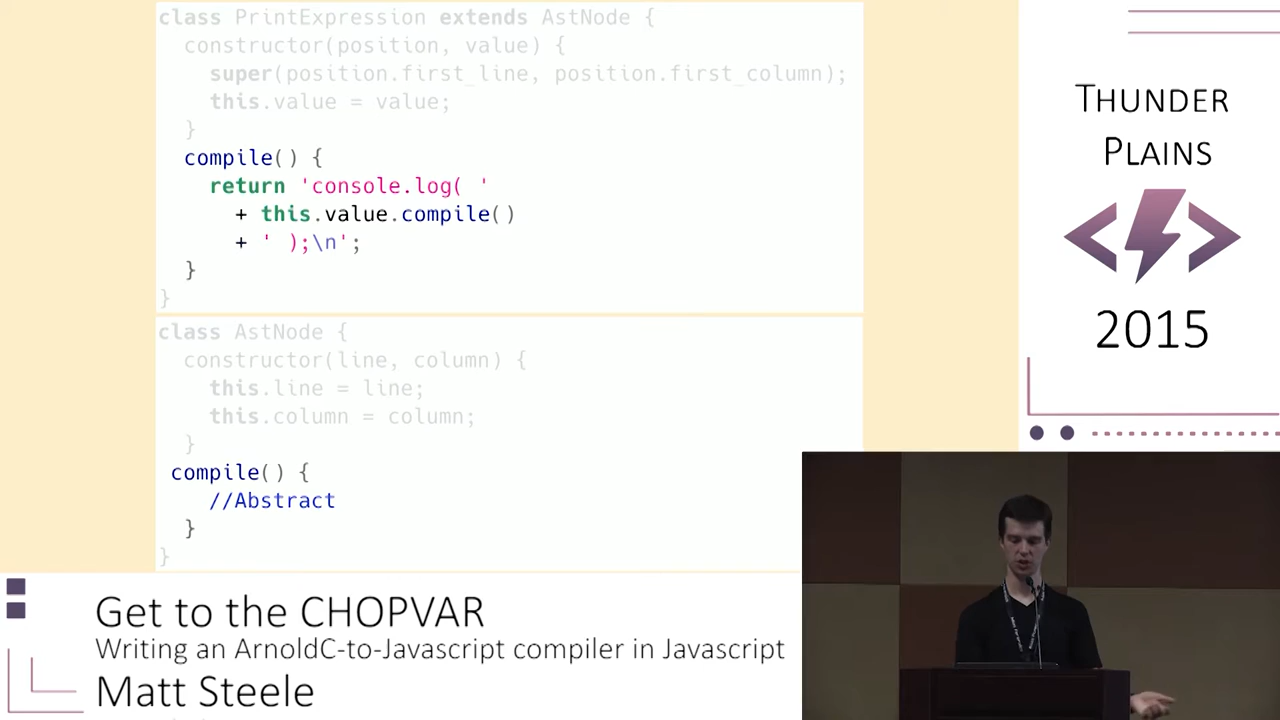 class PrintExpression extends AstNode {
constructor(position, value) {
super(position.first_line, position.first_column);
this.value = value;
}
compile() {
return 'console.log( '
+ this.value.compile()
+ ' );\n';
}
}
class AstNode {
constructor(line, column) {
this.line = line;
this.column = column;
}
compile() {
//Abstract
}
}
THUNDER
PLAINS
2015
Get to the CHOPVAR
Writing an ArnoldC-to-Javascript compiler in Javascript
Matt Steele